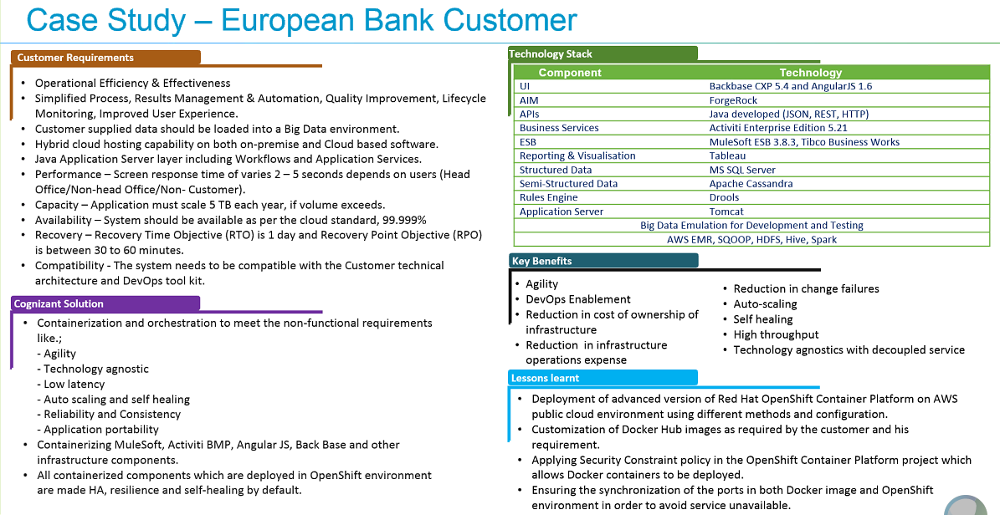 Case Study – European Bank Customer
Customer Requirements
• Operational Efficiency & Effectiveness
• Simplified Process, Results Management & Automation, Quality Improvement, Lifecycle
Monitoring, Improved User Experience.
• Customer supplied data should be loaded into a Big Data environment.
• Hybrid cloud hosting capability on both on-premise and Cloud based software.
• Java Application Server layer including Workflows and Application Services.
• Performance – Screen response time of varies 2 – 5 seconds depends on users (Head
Office/Non-head Office/Non- Customer).
• Capacity – Application must scale 5 TB each year, if volume exceeds.
• Availability – System should be available as per the cloud standard, 99.999%
• Recovery – Recovery Time Objective (RTO) is 1 day and Recovery Point Objective (RPO)
is between 30 to 60 minutes.
• Compatibility - The system needs to be compatible with the Customer technical
architecture and DevOps tool kit.
Cognizant Solution
• Containerization and orchestration to meet the non-functional requirements
like.;
- Agility
- Technology agnostic
- Low latency
- Auto scaling and self healing
- Reliability and Consistency
- Application portability
• Containerizing MuleSoft, Activiti BMP, Angular JS, Back Base and other
infrastructure components.
• All containerized components which are deployed in OpenShift environment
are made HA, resilience and self-healing by default.
Technology Stack
Component Technology
UI Backbase CXP 5.4 and AngularJS 1.6
AIM ForgeRock
APIs Java developed (JSON, REST, HTTP)
Business Services Activiti Enterprise Edition 5.21
ESB MuleSoft ESB 3.8.3, Tibco Business Works
Reporting & Visualisation Tableau
Structured Data MS SQL Server
Semi-Structured Data Apache Cassandra
Rules Engine Drools
Application Server Tomcat
Big Data Emulation for Development and Testing
AWS EMR, SQOOP, HDFS, Hive, Spark
Key Benefits
• Agility
• DevOps Enablement
• Reduction in cost of ownership of
infrastructure
• Reduction in infrastructure
operations expense
• Reduction in change failures
• Auto-scaling
• Self healing
• High throughput
• Technology agnostics with decoupled service
Lessons learnt
• Deployment of advanced version of Red Hat OpenShift Container Platform on AWS
public cloud environment using different methods and configuration.
• Customization of Docker Hub images as required by the customer and his
requirement.
• Applying Security Constraint policy in the OpenShift Container Platform project which
allows Docker containers to be deployed.
• Ensuring the synchronization of the ports in both Docker image and OpenShift
environment in order to avoid service unavailable.